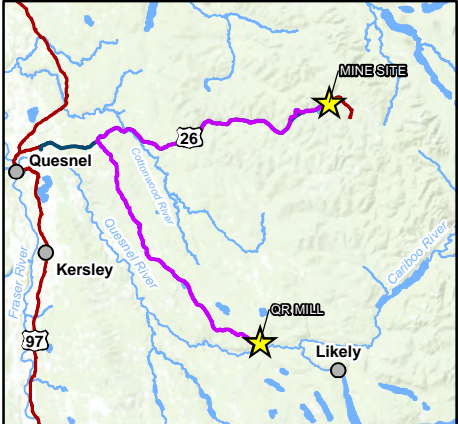 MINE SITE
26
Quesnel
Cottonwood River
Quesnel River
Cariboo River
Fraser River
Kersley
QR MILL
97
Likely